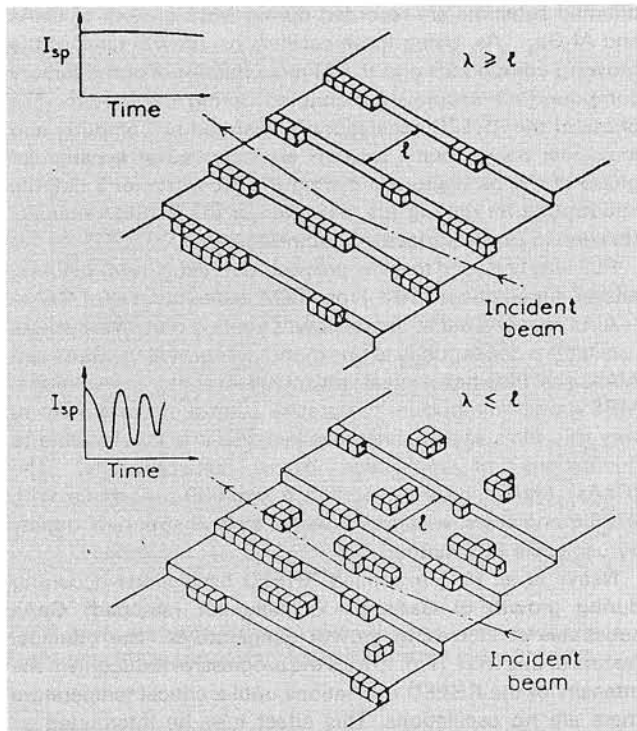 I_sp
Time
λ ≥ ℓ
ℓ
Incident
beam
I_sp
Time
λ ≤ ℓ
ℓ
Incident
beam